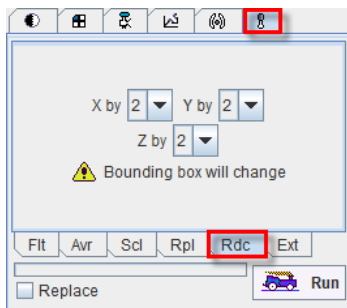 X by 2 Y by 2
Z by 2
Bounding box will change
Flt Avr Scl Rpl Rdc Ext
Replace Run